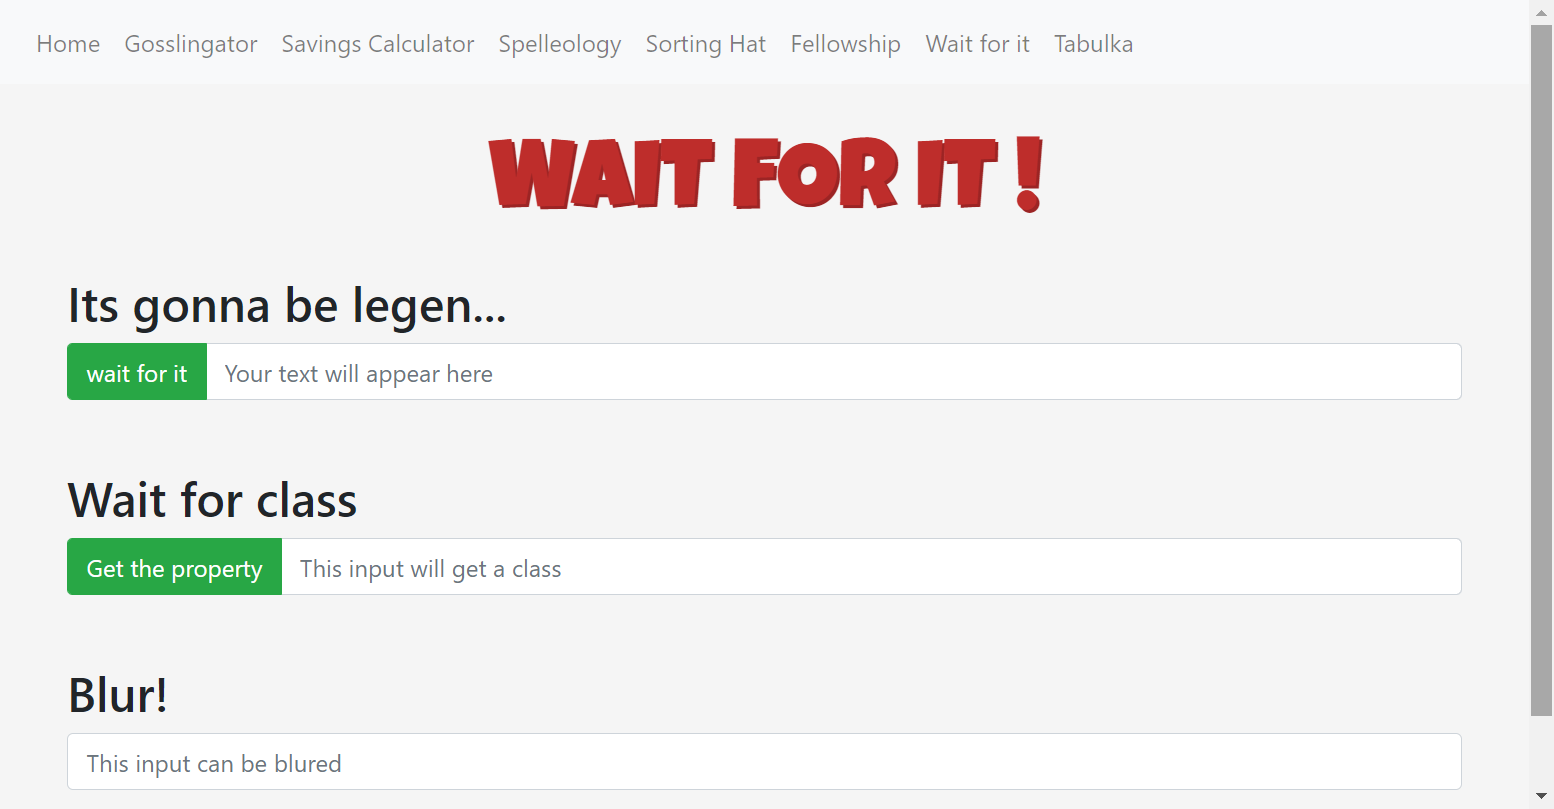 Home Gosslingator Savings Calculator Spelleology Sorting Hat Fellowship Wait for it Tabulka
WAIT FOR IT !
Its gonna be legen...
wait for it Your text will appear here
Wait for class
Get the property This input will get a class
Blur!
This input can be blured